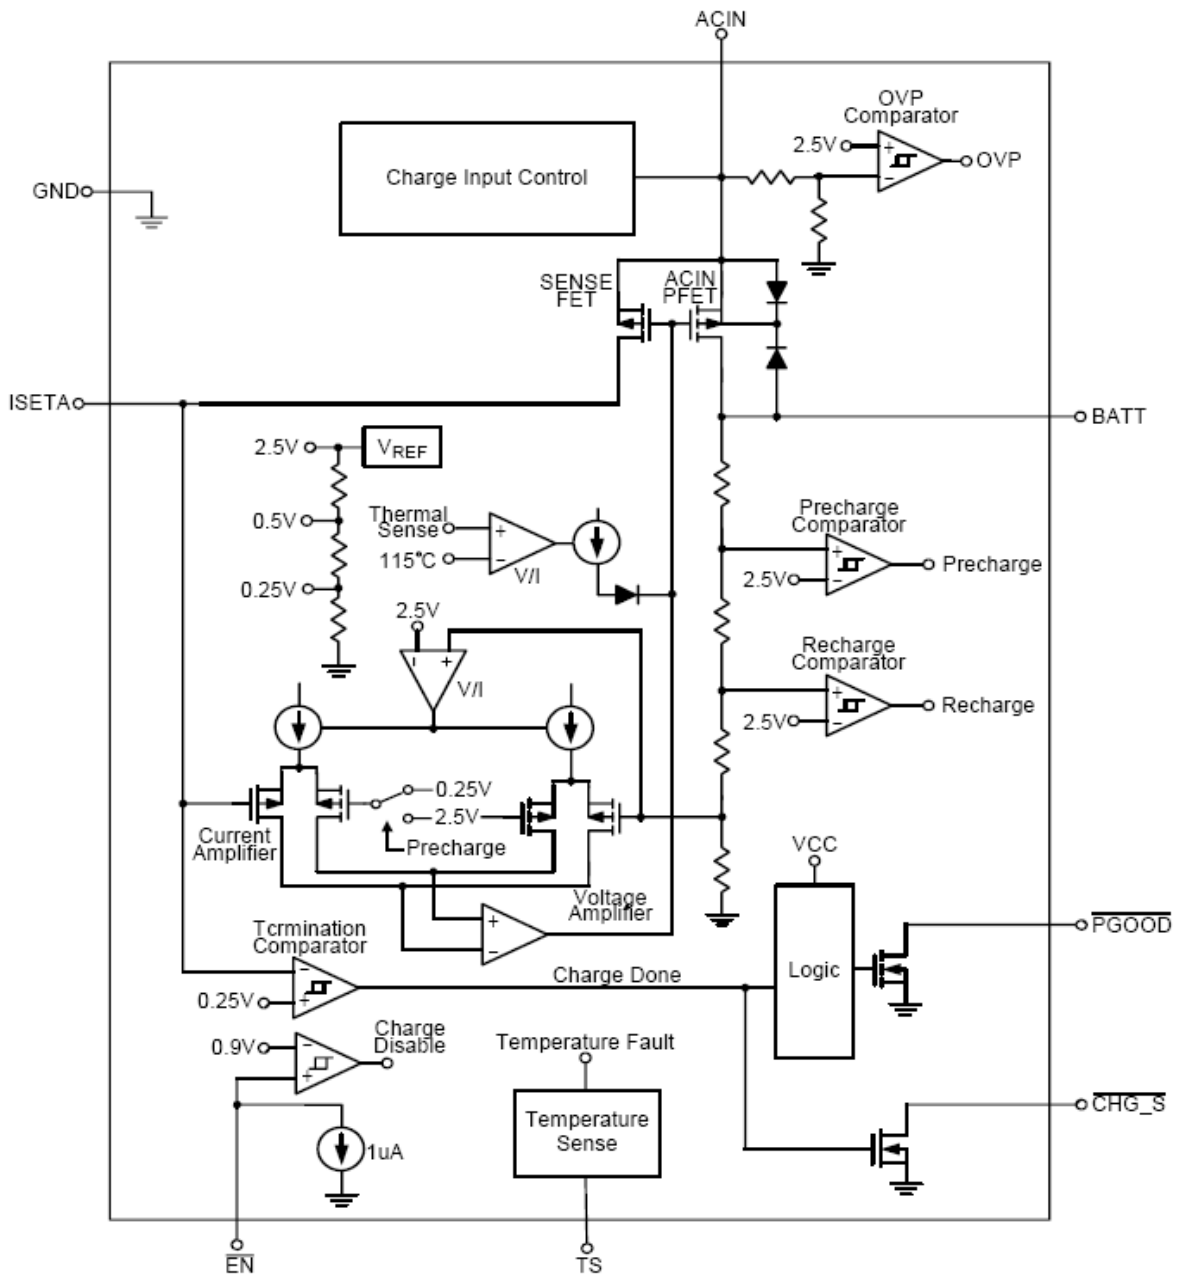 ACIN
OVP
Comparator
2.5V
+
−
OVP
Charge Input Control
GND
SENSE
FET
ACIN
PFET
ISETA
BATT
2.5V
VREF
0.5V
0.25V
Thermal
Sense
+
115°C
−
V/I
Precharge
Comparator
+
2.5V
−
Precharge
2.5V
−
+
V/I
Recharge
Comparator
+
2.5V
−
Recharge
0.25V
2.5V
Precharge
Current
Amplifier
Voltage
Amplifier
+
−
VCC
Logic
PGOOD
Tcrmination
Comparator
−
0.25V
+
Charge Done
0.9V
−
+
Charge
Disable
Temperature Fault
Temperature
Sense
CHG_S
1uA
EN
TS